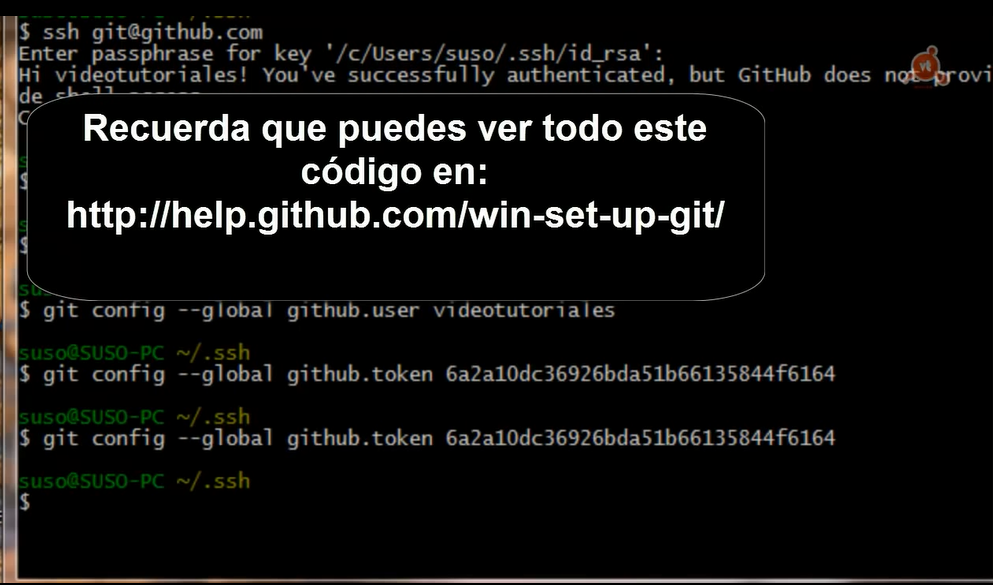 $ ssh git@github.com
Enter passphrase for key '/c/Users/suso/.ssh/id_rsa':
Hi videotutoriales! You've successfully authenticated, but GitHub does not provi
de shell access
Recuerda que puedes ver todo este
código en:
http://help.github.com/win-set-up-git/
$ git config --global github.user videotutoriales
suso@SUSO-PC ~/.ssh
$ git config --global github.token 6a2a10dc36926bda51b66135844f6164
suso@SUSO-PC ~/.ssh
$ git config --global github.token 6a2a10dc36926bda51b66135844f6164
suso@SUSO-PC ~/.ssh
$